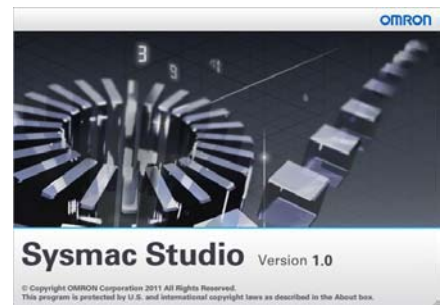 OMRON
3
9
Sysmac Studio Version 1.0
© Copyright OMRON Corporation 2011 All Rights Reserved.
This program is protected by U.S. and international copyright laws as described in the About box.